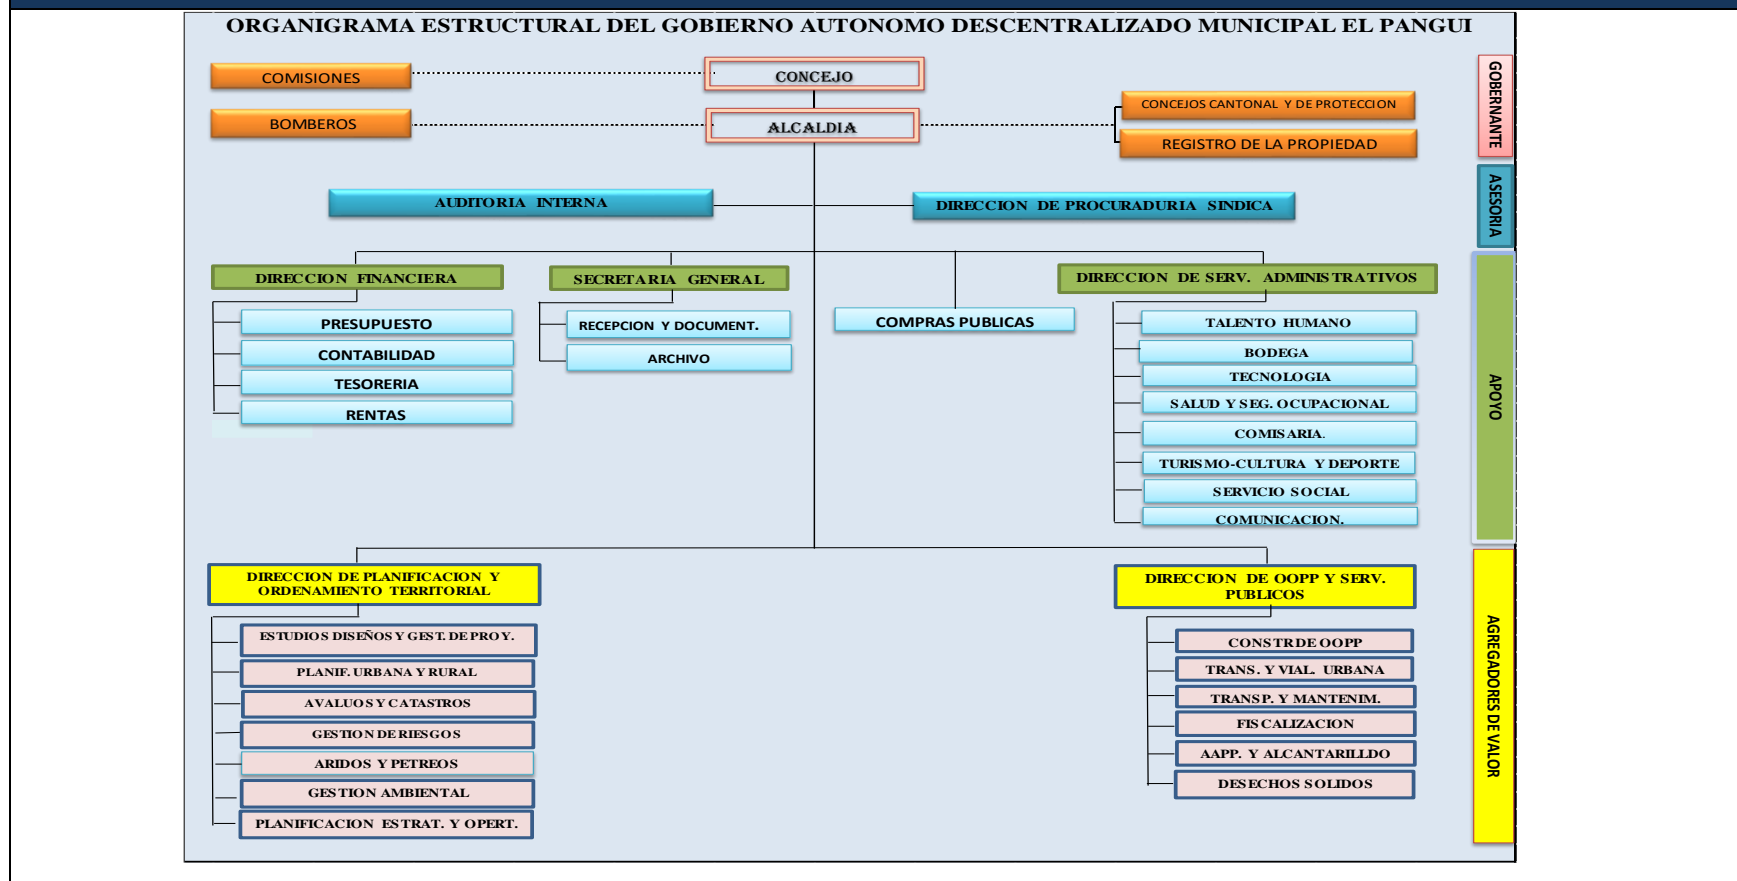 ORGANIGRAMA ESTRUCTURAL DEL GOBIERNO AUTONOMO DESCENTRALIZADO MUNICIPAL EL PANGUI
COMISIONES
CONCEJO
BOMBEROS
ALCALDIA
CONCEJOS CANTONAL Y DE PROTECCION
REGISTRO DE LA PROPIEDAD
GOBERNANTE
AUDITORIA INTERNA
DIRECCION DE PROCURADURIA SINDICA
ASESORIA
DIRECCION FINANCIERA
PRESUPUESTO
CONTABILIDAD
TESORERIA
RENTAS
SECRETARIA GENERAL
RECEPCION Y DOCUMENT.
ARCHIVO
COMPRAS PUBLICAS
DIRECCION DE SERV. ADMINISTRATIVOS
TALENTO HUMANO
BODEGA
TECNOLOGIA
SALUD Y SEG. OCUPACIONAL
COMISARIA.
TURISMO-CULTURA Y DEPORTE
SERVICIO SOCIAL
COMUNICACION.
APOYO
DIRECCION DE PLANIFICACION Y
ORDENAMIENTO TERRITORIAL
ESTUDIOS DISEÑOS Y GEST. DE PROY.
PLANIF. URBANA Y RURAL
AVALUOS Y CATASTROS
GESTION DE RIESGOS
ARIDOS Y PETREOS
GESTION AMBIENTAL
PLANIFICACION ESTRAT. Y OPERT.
DIRECCION DE OOPP Y SERV.
PUBLICOS
CONSTR DE OOPP
TRANS. Y VIAL. URBANA
TRANSP. Y MANTENIM.
FISCALIZACION
AAPP. Y ALCANTARILLDO
DESECHOS SOLIDOS
AGREGADORES DE VALOR